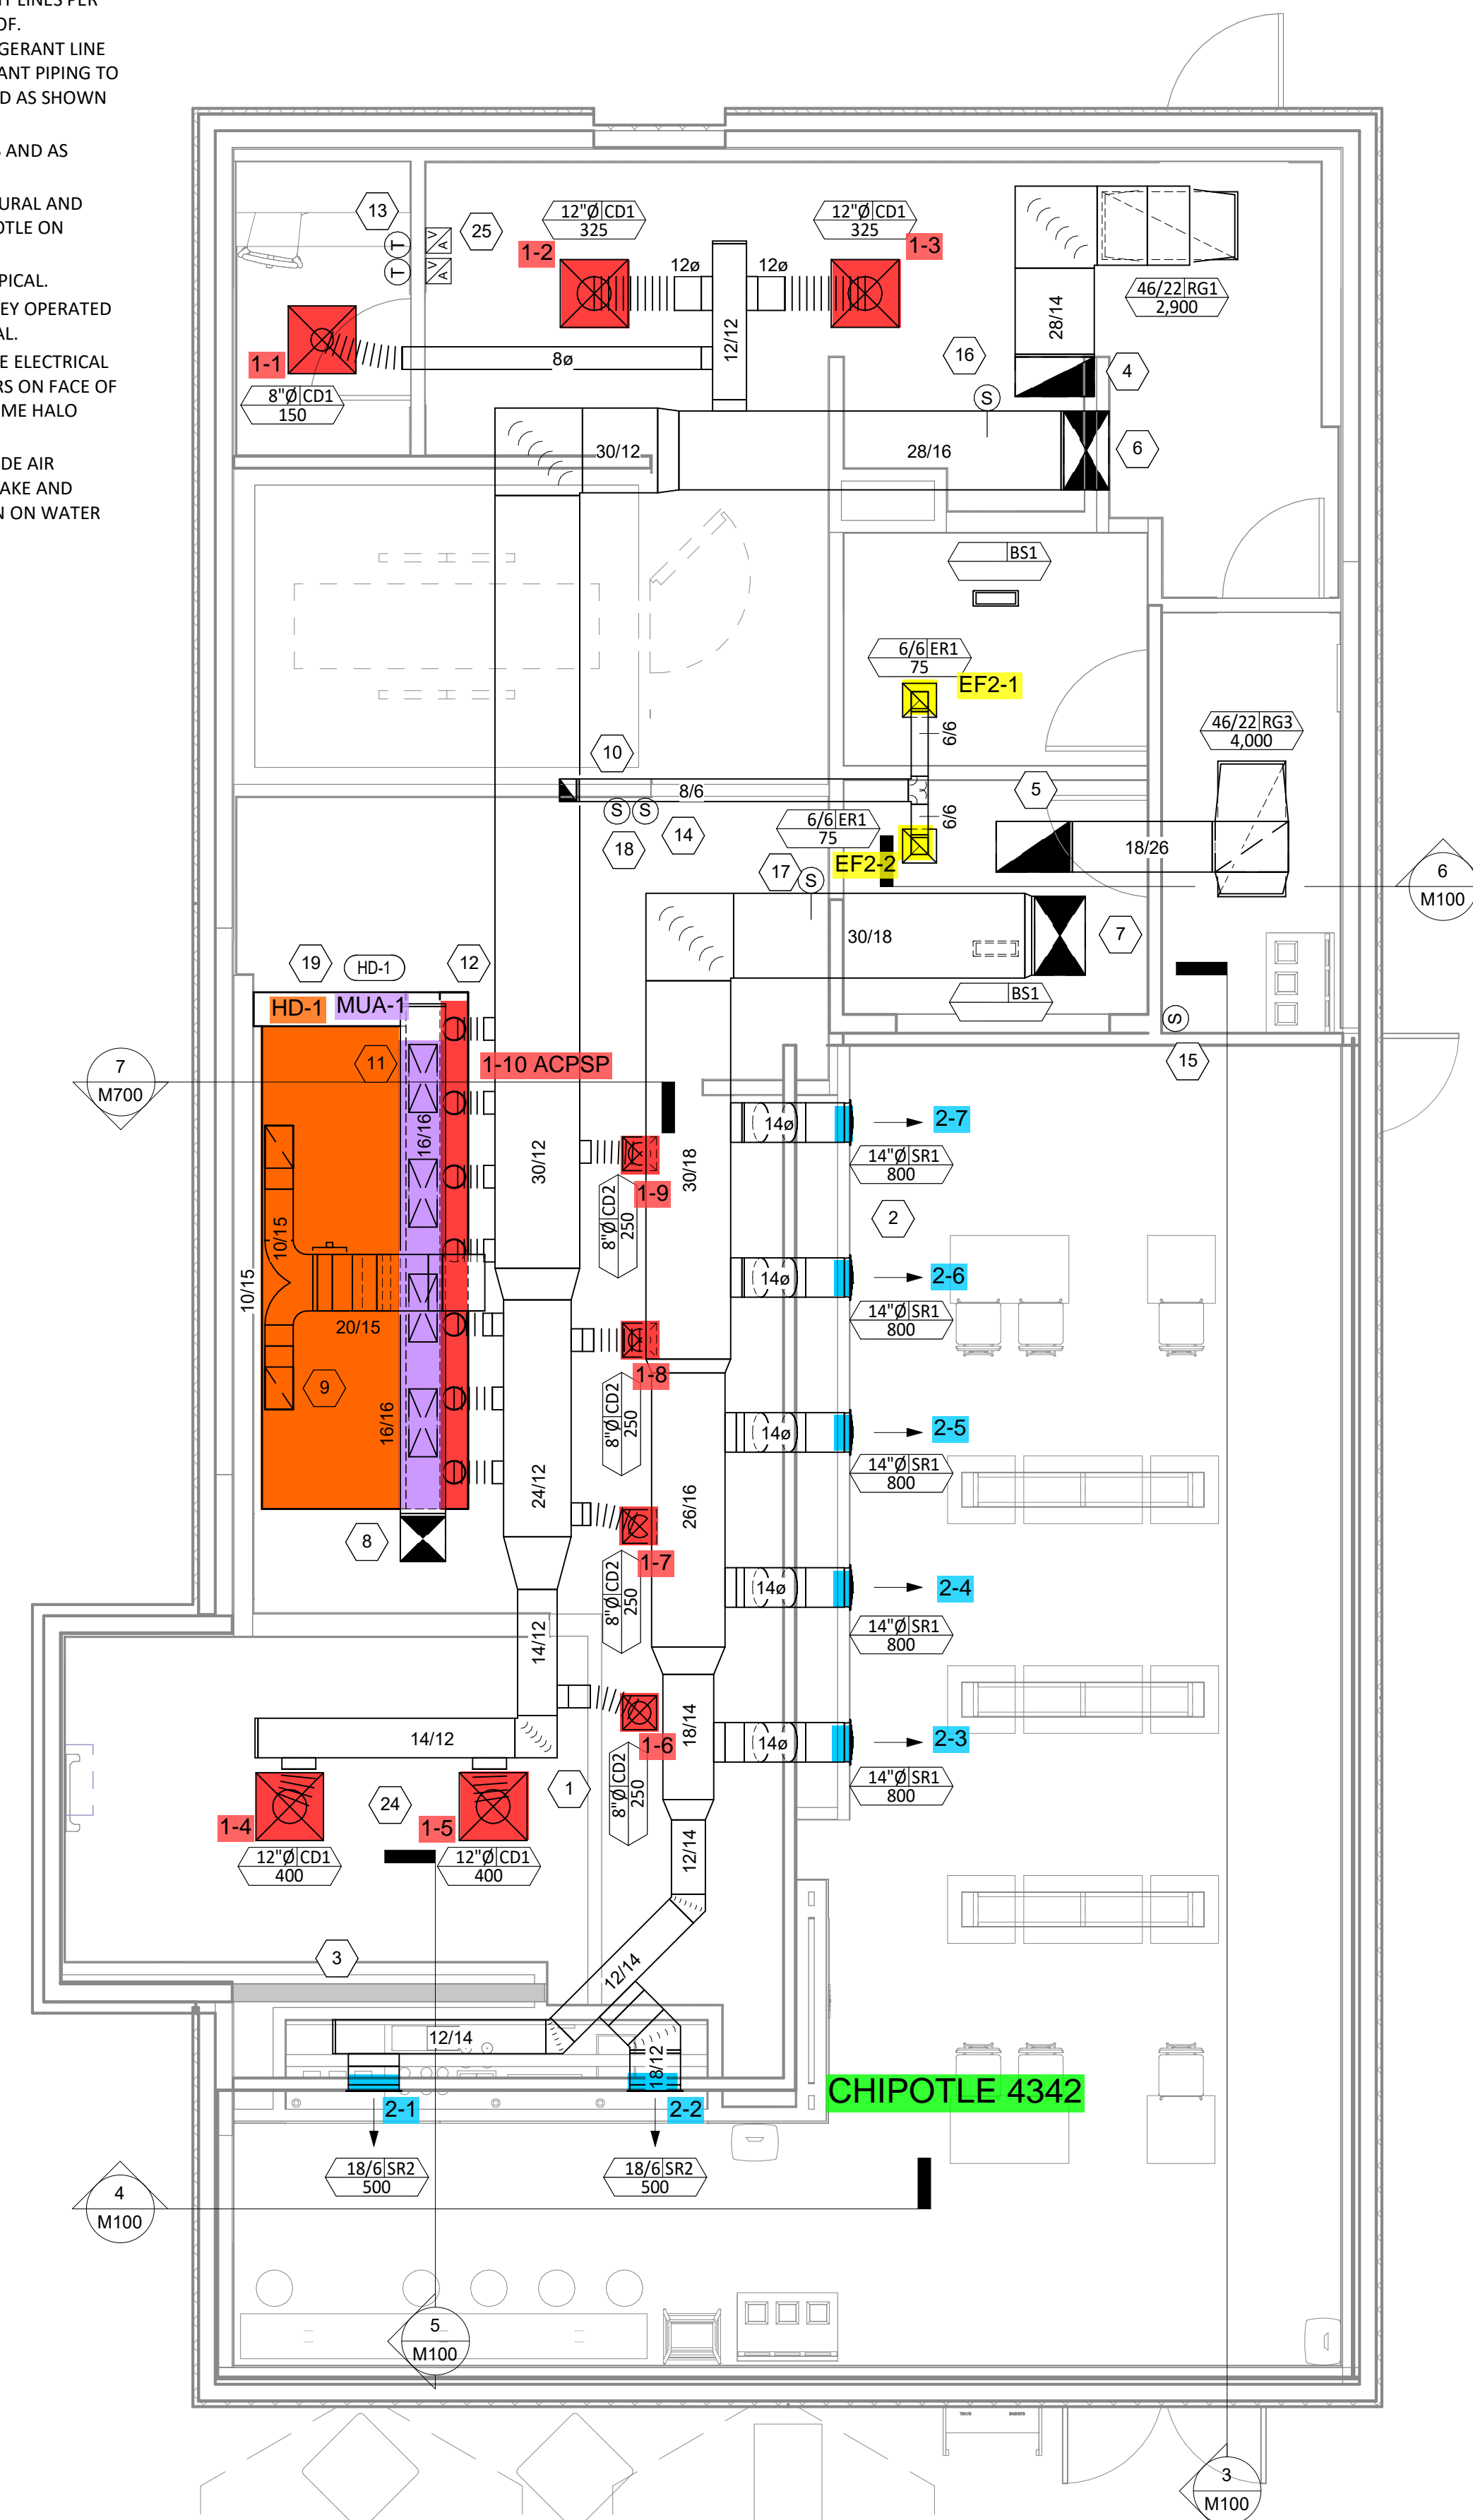 T LINES PER
OF.
GERANT LINE
ANT PIPING TO
D AS SHOWN
S AND AS
URAL AND
OTLE ON
PICAL.
EY OPERATED
AL.
E ELECTRICAL
RS ON FACE OF
ME HALO
DE AIR
AKE AND
N ON WATER
13
T
T
V
A
V
A
25
12"Ø CD1
325
1-2
12ø
12ø
12"Ø CD1
325
1-3
46/22 RG1
2,900
28/14
12/12
8ø
1-1
8"Ø CD1
150
16
4
S
30/12
28/16
6
BS1
6/6 ER1
75
EF2-1
6/6
46/22 RG3
4,000
10
8/6
5
S
S
18
14
6/6 ER1
75
6/6
EF2-2
18/26
17
S
6
M100
30/18
7
19
HD-1
12
BS1
HD-1
MUA-1
S
15
11
1-10 ACPSP
7
M700
16/16
30/12
30/18
14ø
2-7
14"Ø SR1
800
1-9
8"Ø CD2
250
2
10/15
10/15
20/15
14ø
2-6
14"Ø SR1
800
1-8
8"Ø CD2
250
9
16/16
24/12
26/16
14ø
2-5
14"Ø SR1
800
8
1-7
8"Ø CD2
250
14ø
2-4
14"Ø SR1
800
14/12
14/12
18/14
14ø
2-3
14"Ø SR1
800
1-6
8"Ø CD2
250
1
24
1-4
1-5
12"Ø CD1
400
12"Ø CD1
400
12/14
3
12/14
12/14
18/12
CHIPOTLE 4342
2-1
2-2
18/6 SR2
500
18/6 SR2
500
4
M100
5
M100
3
M100